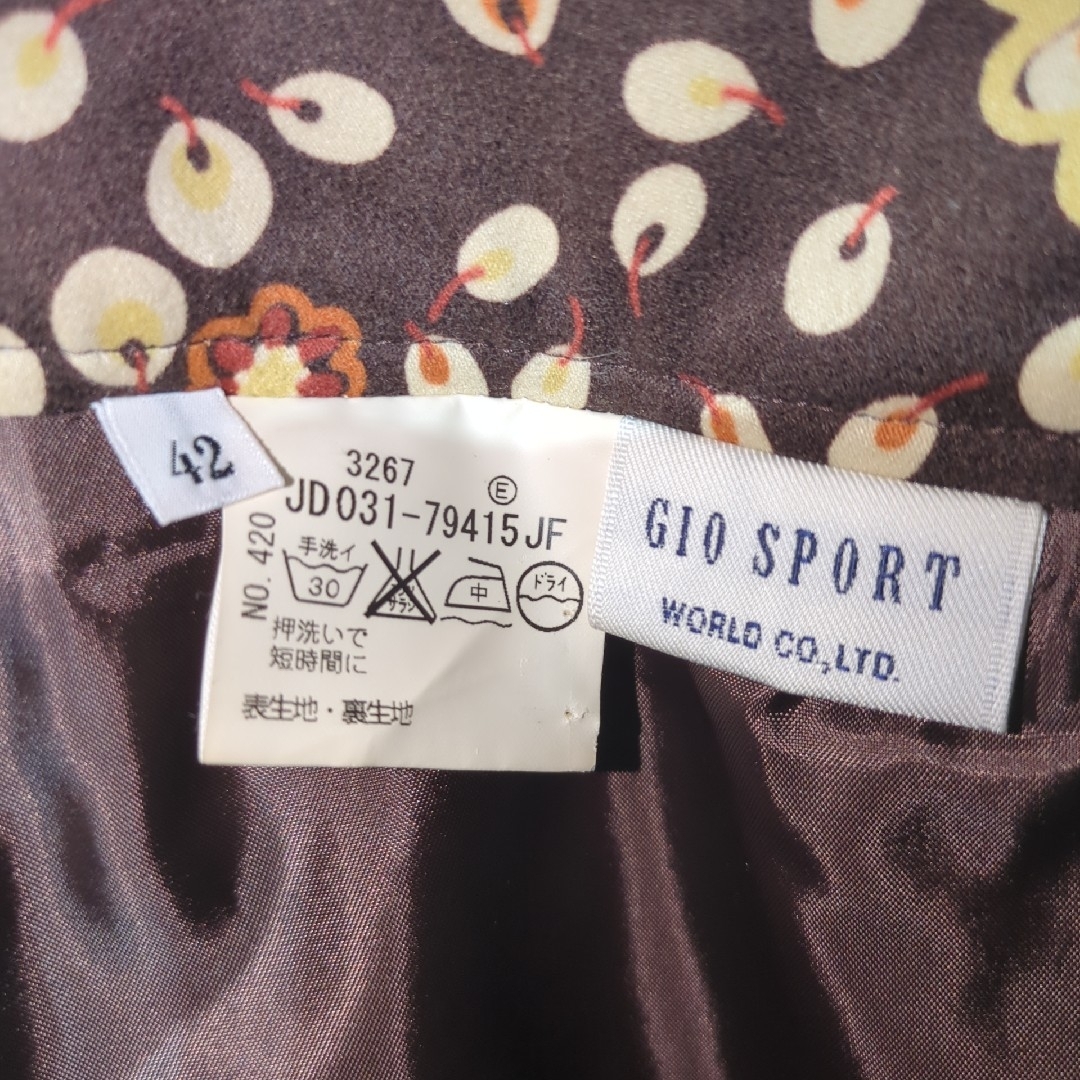 42
3267
Ⓔ
JD031-79415JF
NO. 420
手洗イ
30
中
ドライ
押洗いで
短時間に
表生地・裏生地
GIO SPORT
WORLD CO.,LTD.